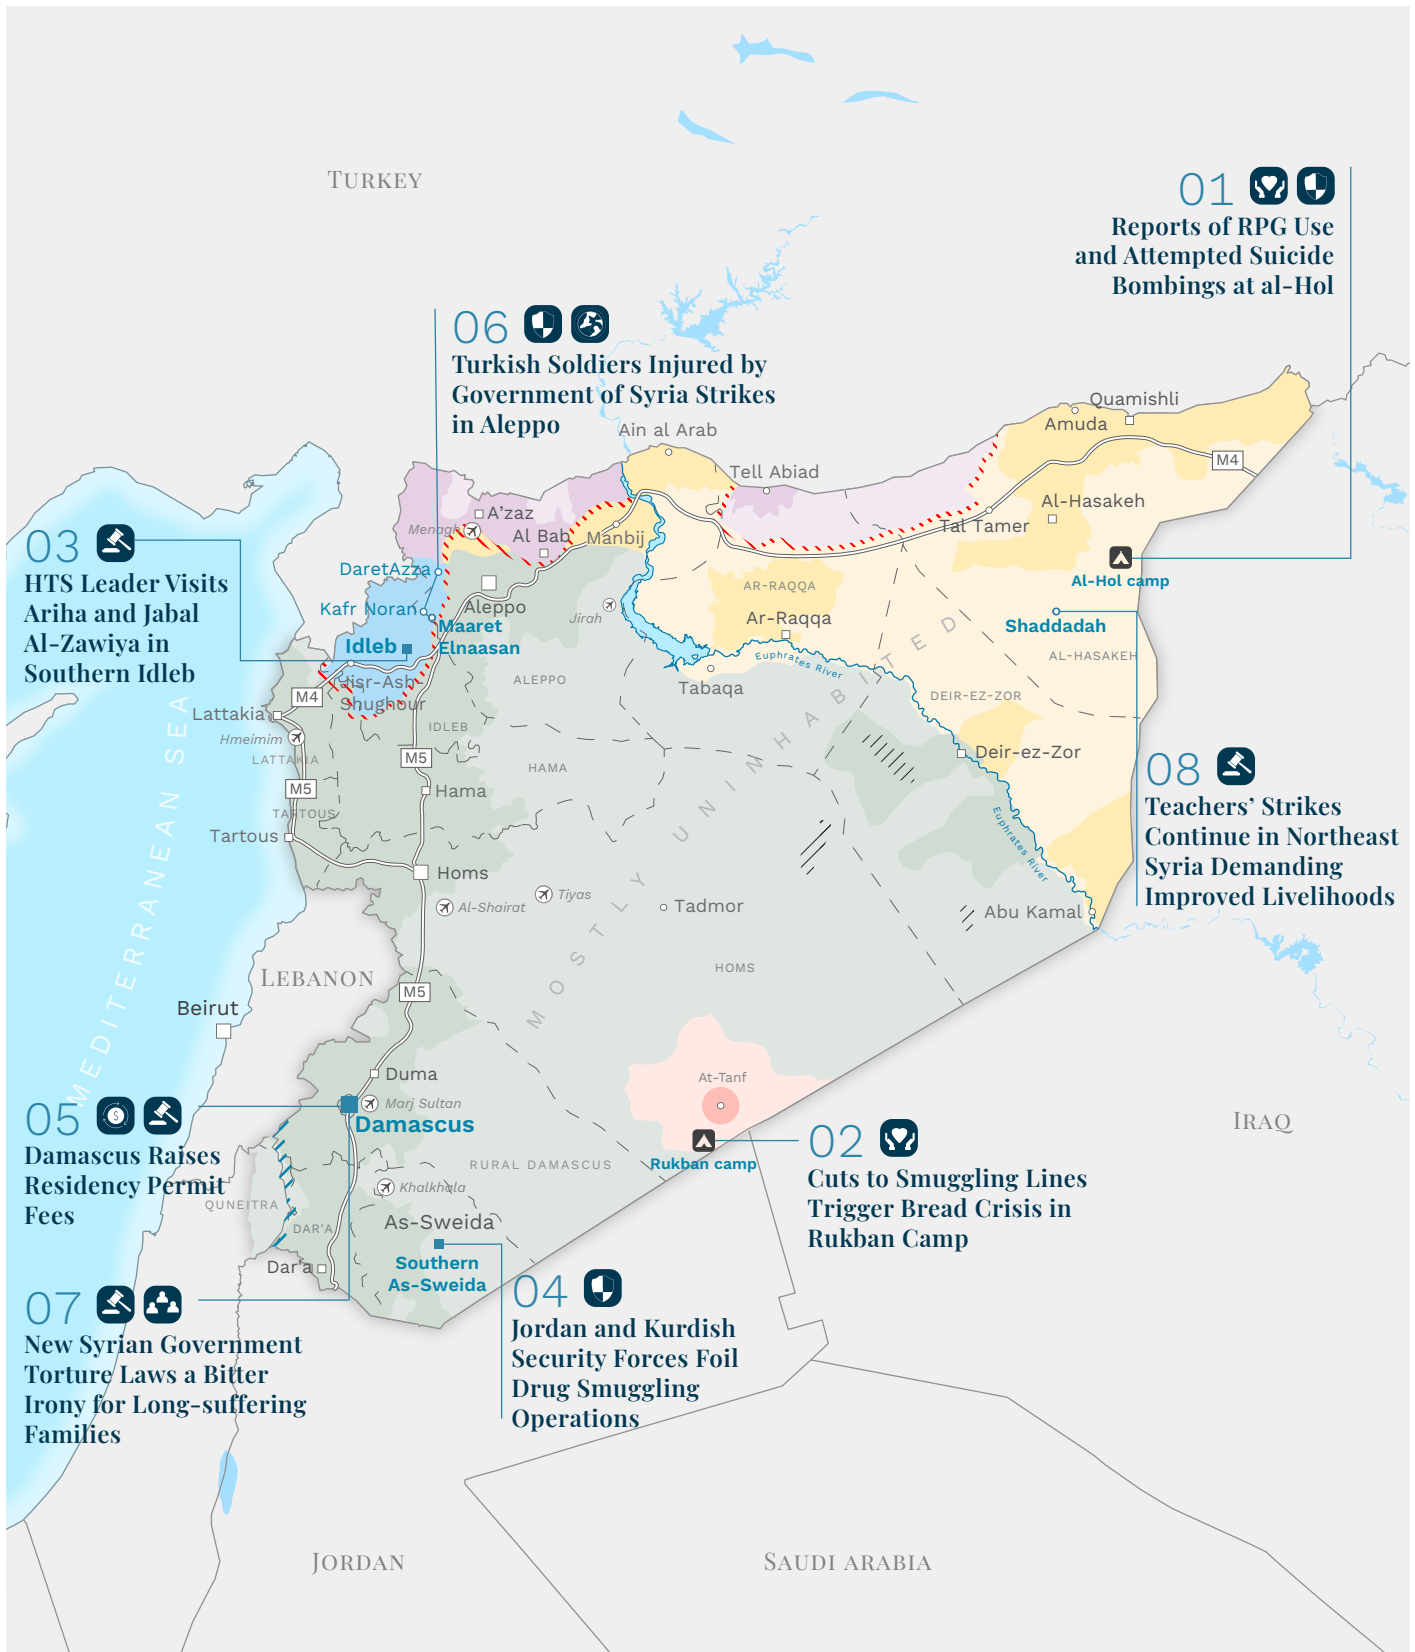 TURKEY
01
Reports of RPG Use
and Attempted Suicide
Bombings at al-Hol
06
Turkish Soldiers Injured by
Government of Syria Strikes
in Aleppo
Ain al Arab
Quamishli
Amuda
M4
Tell Abiad
Al-Hasakeh
A’zaz
Menagh
Al Bab
Manbij
Tal Tamer
03
HTS Leader Visits
Ariha and Jabal
Al-Zawiya in
Southern Idleb
DaretAzza
Kafr Noran
Aleppo
Maaret
Elnaasan
Idleb
Jirah
AR-RAQQA
Ar-Raqqa
Al-Hol camp
Shaddadah
AL-HASAKEH
Euphrates River
Tabaqa
ALEPPO
DEIR-EZ-ZOR
Jisr-Ash-
Shughour
M4
Lattakia
IDLEB
Hmeimim
LATTAKIA
M5
HAMA
Deir-ez-Zor
M5
Hama
TARTOUS
Tartous
08
Teachers’ Strikes
Continue in Northeast
Syria Demanding
Improved Livelihoods
Euphrates River
MEDITERRANEAN SEA
MOSTLY UNINHABITED
Homs
Al-Shairat
Tiyas
Tadmor
Abu Kamal
HOMS
LEBANON
M5
Beirut
Duma
At-Tanf
Marj Sultan
Damascus
05
Damascus Raises
Residency Permit
Fees
IRAQ
02
Cuts to Smuggling Lines
Trigger Bread Crisis in
Rukban Camp
Rukban camp
RURAL DAMASCUS
Khalkhala
QUNEITRA
DAR'A
As-Sweida
Dar'a
Southern
As-Sweida
07
New Syrian Government
Torture Laws a Bitter
Irony for Long-suffering
Families
04
Jordan and Kurdish
Security Forces Foil
Drug Smuggling
Operations
JORDAN
SAUDI ARABIA